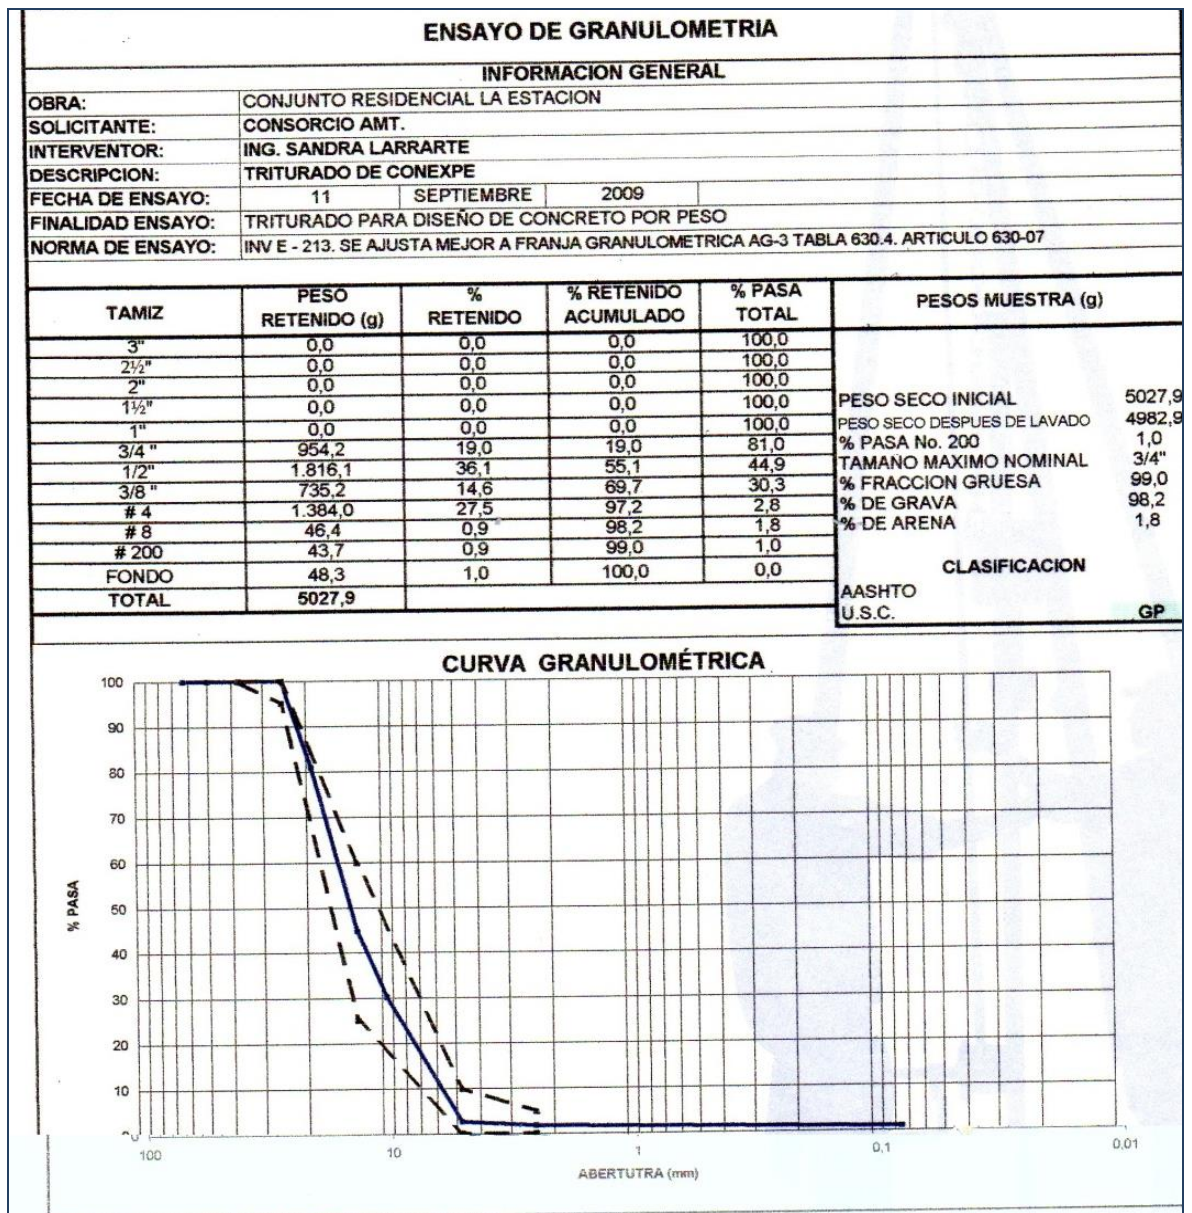 ENSAYO DE GRANULOMETRIA
INFORMACION GENERAL
OBRA: CONJUNTO RESIDENCIAL LA ESTACION
SOLICITANTE: CONSORCIO AMT.
INTERVENTOR: ING. SANDRA LARRARTE
DESCRIPCION: TRITURADO DE CONEXPE
FECHA DE ENSAYO: 11 SEPTIEMBRE 2009
FINALIDAD ENSAYO: TRITURADO PARA DISEÑO DE CONCRETO POR PESO
NORMA DE ENSAYO: INV E - 213. SE AJUSTA MEJOR A FRANJA GRANULOMETRICA AG-3 TABLA 630.4. ARTICULO 630-07
TAMIZ PESO RETENIDO (g) % RETENIDO % RETENIDO ACUMULADO % PASA TOTAL
3" 0,0 0,0 0,0 100,0
2½" 0,0 0,0 0,0 100,0
2" 0,0 0,0 0,0 100,0
1½" 0,0 0,0 0,0 100,0
1" 0,0 0,0 0,0 100,0
3/4 " 954,2 19,0 19,0 81,0
1/2" 1.816,1 36,1 55,1 44,9
3/8 " 735,2 14,6 69,7 30,3
# 4 1.384,0 27,5 97,2 2,8
# 8 46,4 0,9 98,2 1,8
# 200 43,7 0,9 99,0 1,0
FONDO 48,3 1,0 100,0 0,0
TOTAL 5027,9
PESOS MUESTRA (g)
PESO SECO INICIAL 5027,9
PESO SECO DESPUES DE LAVADO 4982,9
% PASA No. 200 1,0
TAMAÑO MAXIMO NOMINAL 3/4"
% FRACCION GRUESA 99,0
% DE GRAVA 98,2
% DE ARENA 1,8
CLASIFICACION
AASHTO
U.S.C. GP
CURVA GRANULOMÉTRICA
100
90
80
70
60
50
40
30
20
10
% PASA
100 10 1 0,1 0,01
ABERTUTRA (mm)